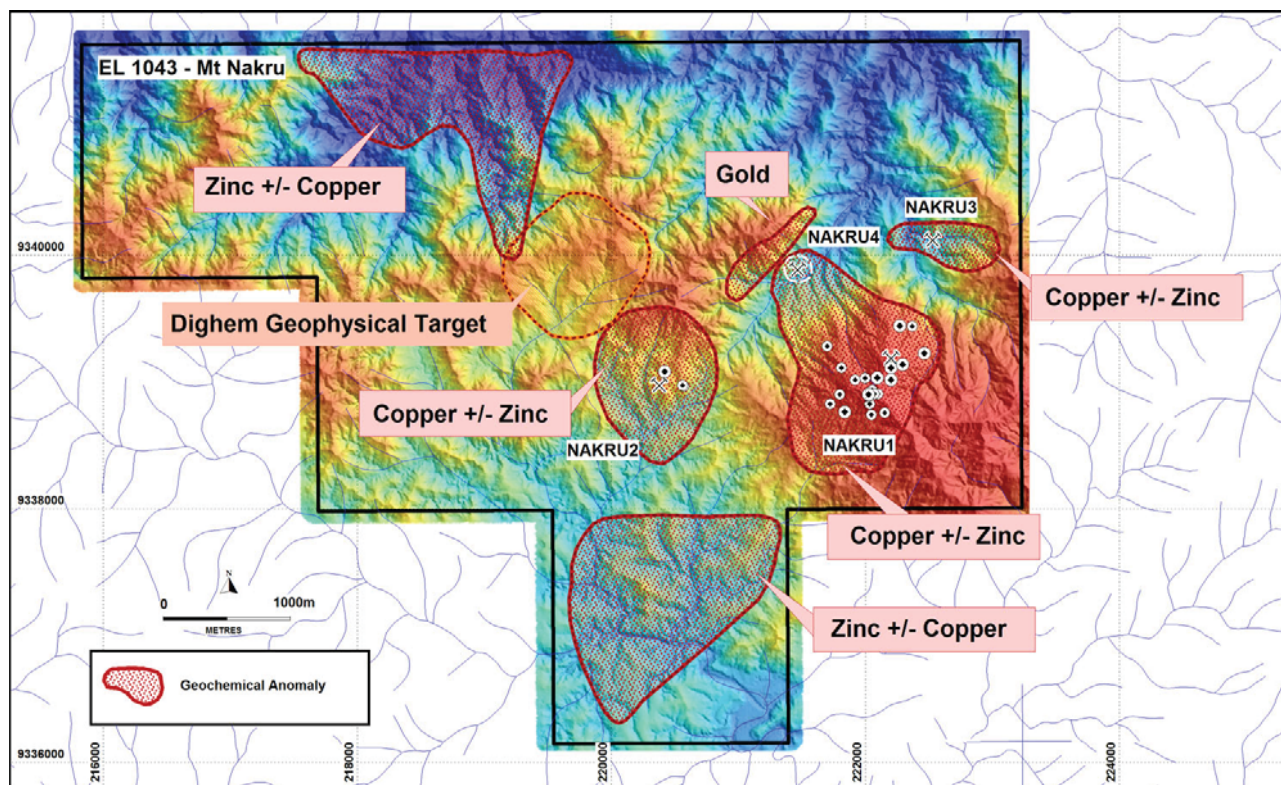 EL 1043 - Mt Nakru
Zinc +/- Copper
Gold
NAKRU3
NAKRU4
9340000
Copper +/- Zinc
Dighem Geophysical Target
Copper +/- Zinc
NAKRU2
NAKRU1
9338000
Copper +/- Zinc
N
0 1000m
METRES
Zinc +/- Copper
Geochemical Anomaly
9336000
216000
218000
220000
222000
224000